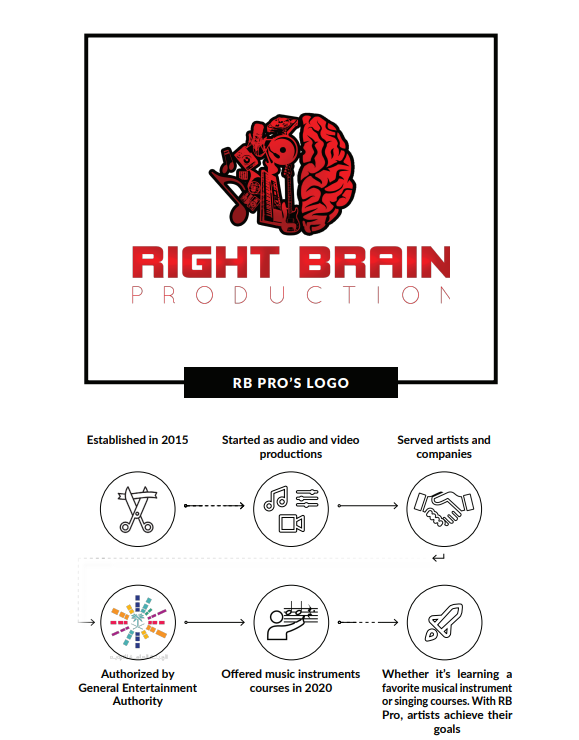 RIGHT BRAIN
PRODUCTION
RB PRO'S LOGO
Established in 2015
Started as audio and video
productions
Served artists and
companies
Authorized by
General Entertainment
Authority
Offered music instruments
courses in 2020
Whether it's learning a
favorite musical instrument
or singing courses. With RB
Pro, artists achieve their
goals